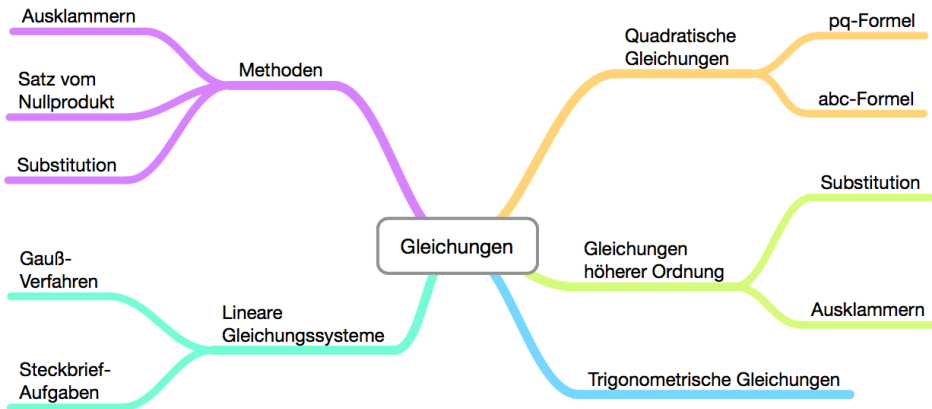 Ausklammern
Satz vom
Nullprodukt
Substitution
Methoden
Gauß-
Verfahren
Steckbrief-
Aufgaben
Lineare
Gleichungssysteme
Gleichungen
Quadratische
Gleichungen
pq-Formel
abc-Formel
Gleichungen
höherer Ordnung
Substitution
Ausklammern
Trigonometrische Gleichungen